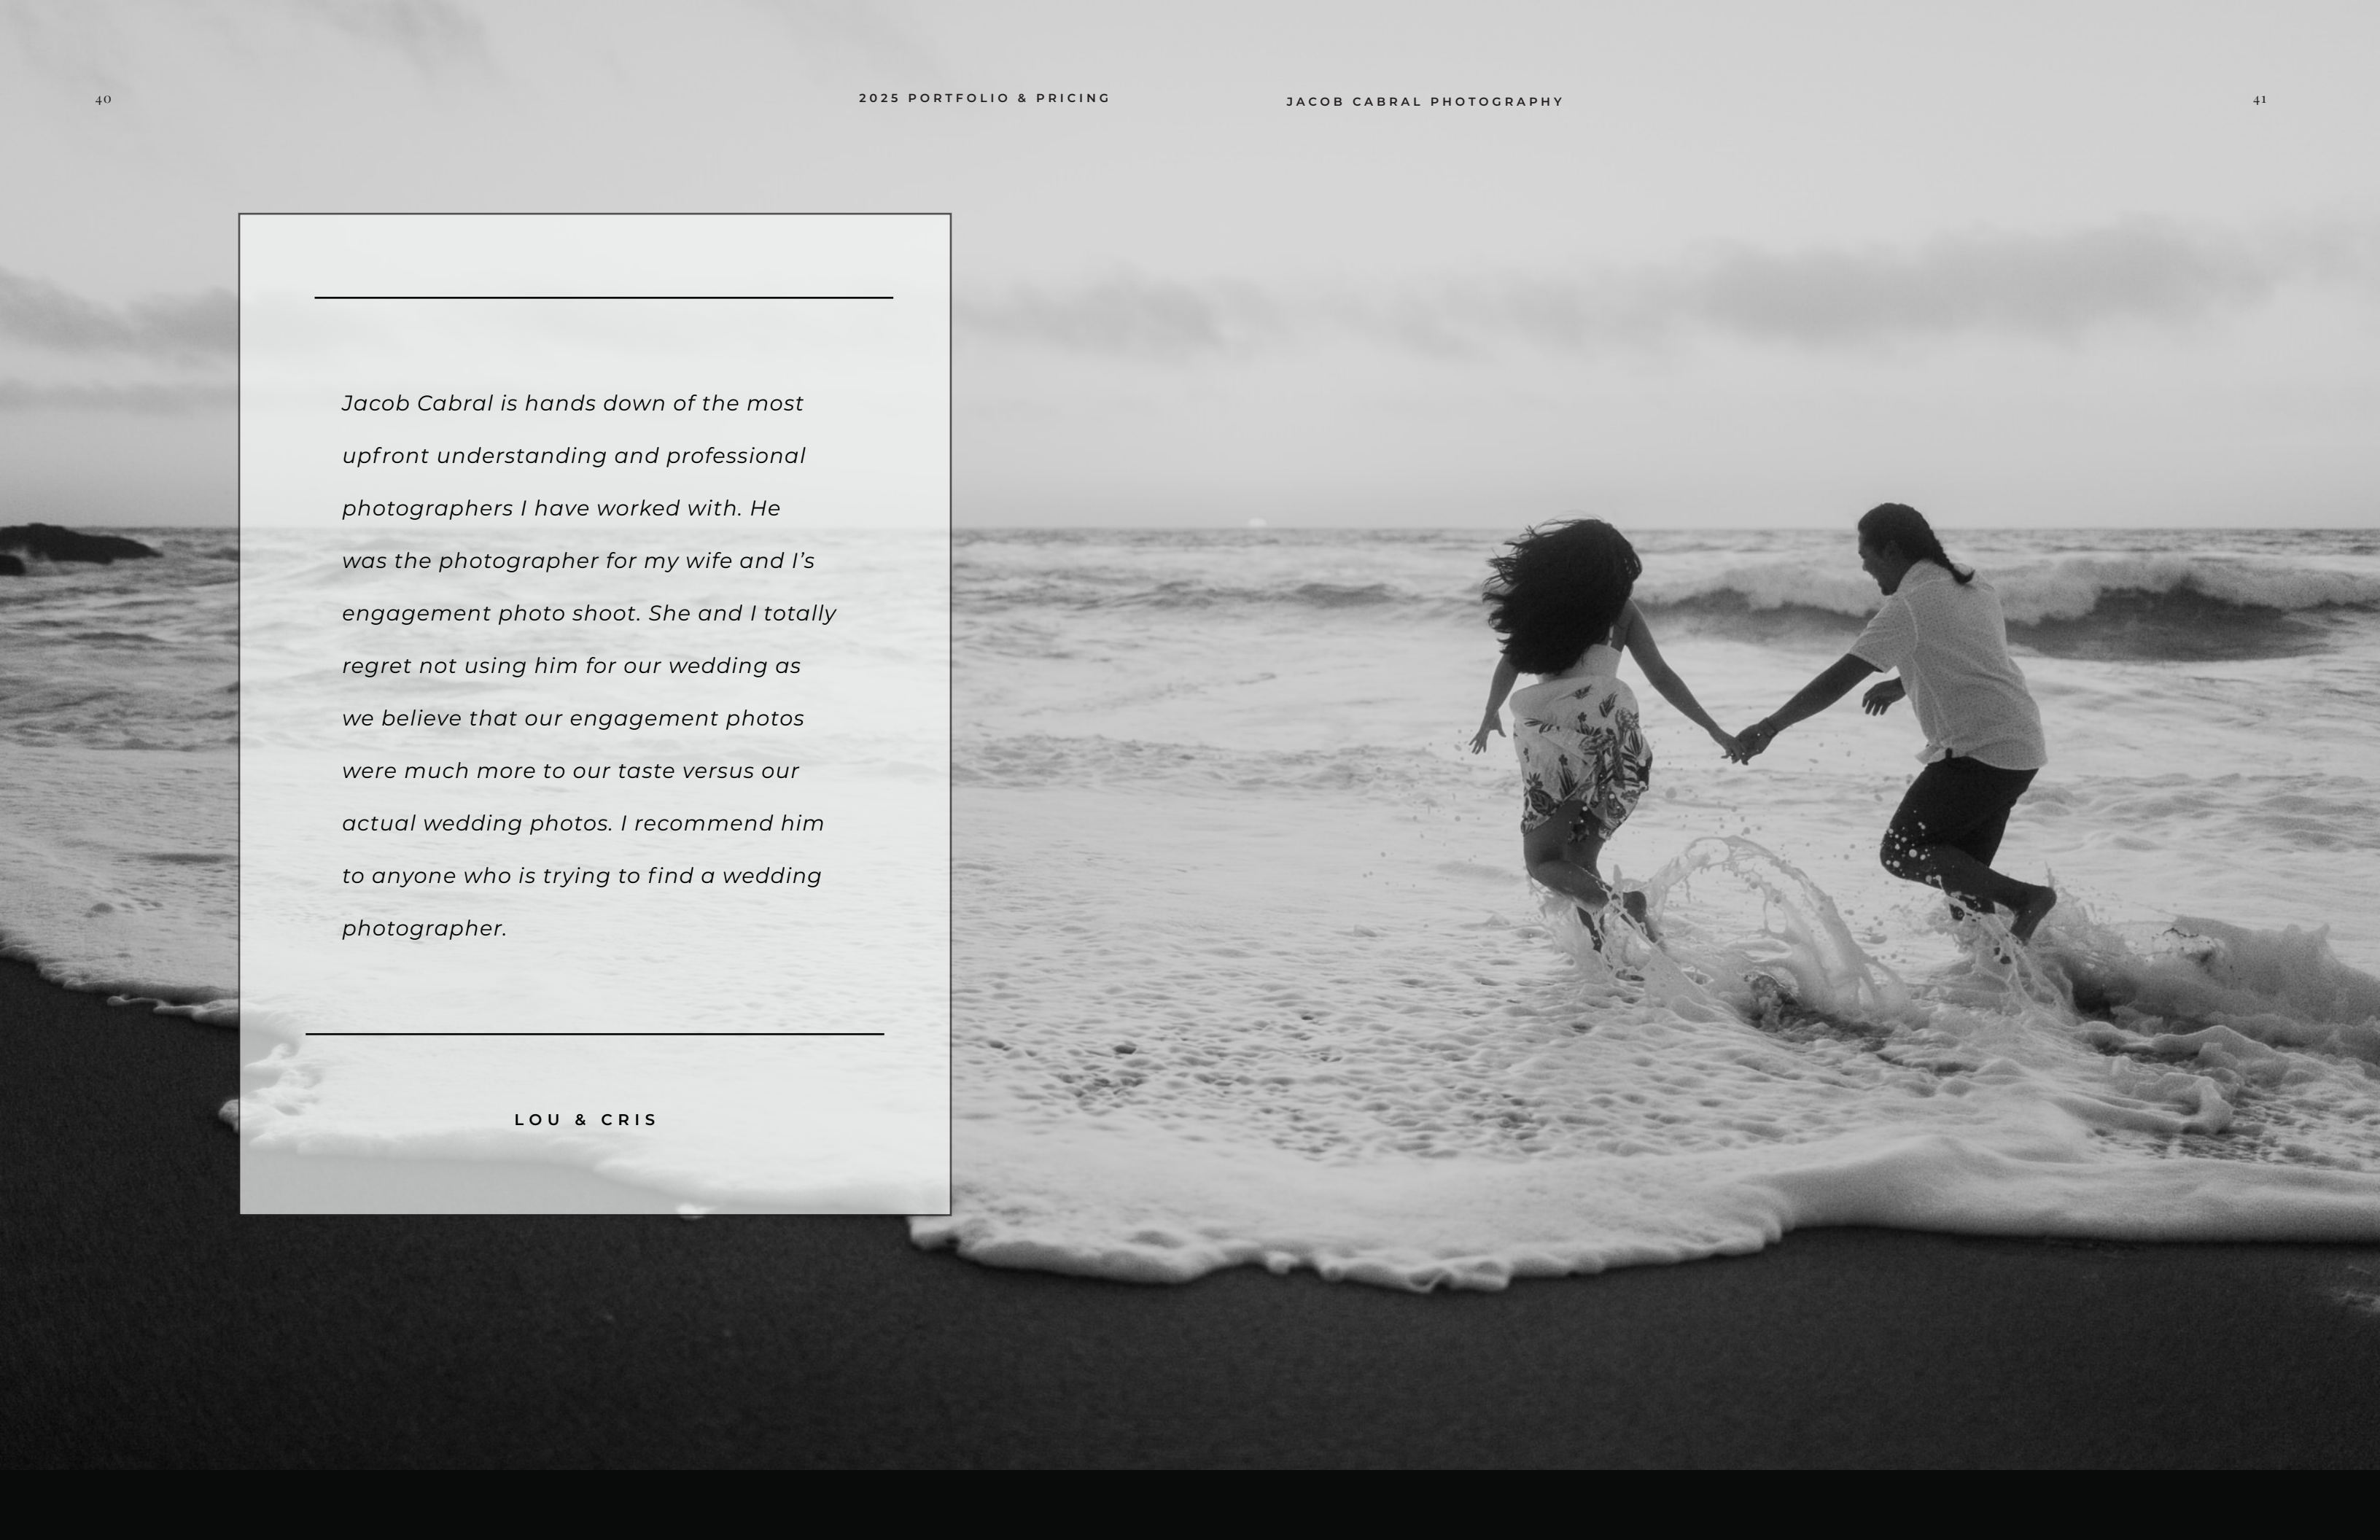 40
2025 PORTFOLIO & PRICING
JACOB CABRAL PHOTOGRAPHY
41
Jacob Cabral is hands down of the most
upfront understanding and professional
photographers I have worked with. He
was the photographer for my wife and I’s
engagement photo shoot. She and I totally
regret not using him for our wedding as
we believe that our engagement photos
were much more to our taste versus our
actual wedding photos. I recommend him
to anyone who is trying to find a wedding
photographer.
LOU & CRIS